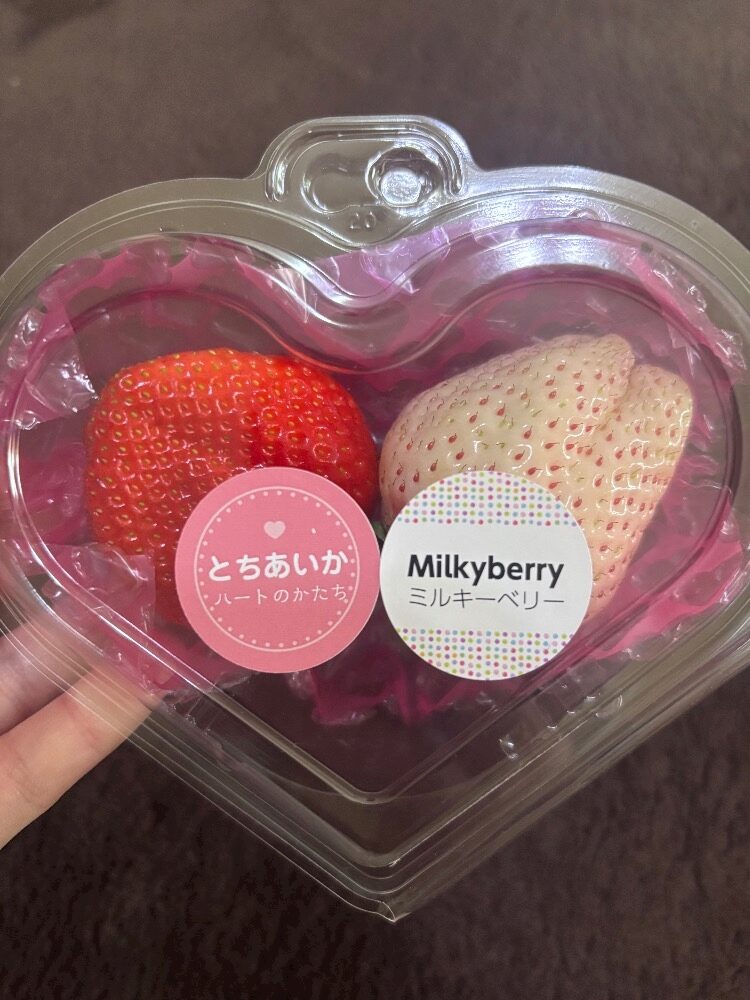 20
とちあいか
ハートのかたち
Milkyberry
ミルキーベリー